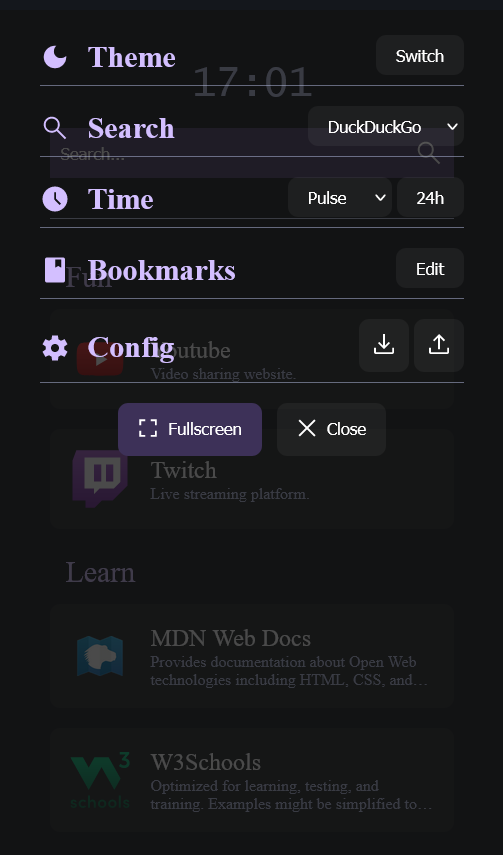 Theme
Switch
17:01
Search
DuckDuckGo
Search...
Time
Pulse
24h
Fun
Bookmarks
Edit
Config
Youtube
Video sharing website.
Fullscreen
Close
Twitch
Live streaming platform.
Learn
MDN Web Docs
Provides documentation about Open Web
technologies including HTML, CSS, and…
W3Schools
Optimized for learning, testing, and
training. Examples might be simplified to…
3
schools